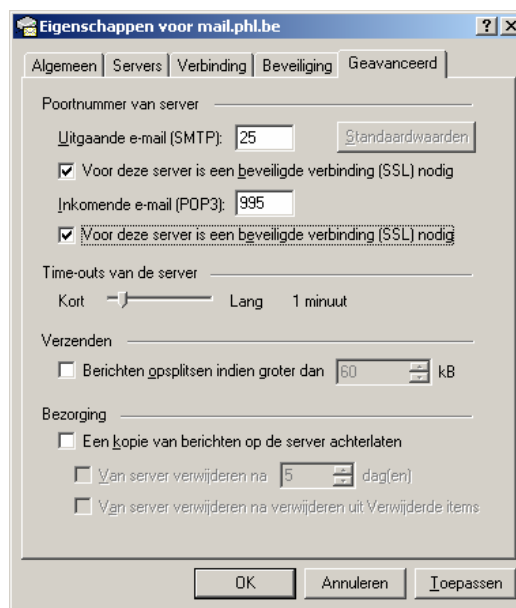 Eigenschappen voor mail.phl.be
Algemeen Servers Verbinding Beveiliging Geavanceerd
Poortnummer van server
Uitgaande e-mail (SMTP): 25 Standaardwaarden
Voor deze server is een beveiligde verbinding (SSL) nodig
Inkomende e-mail (POP3): 995
Voor deze server is een beveiligde verbinding (SSL) nodig
Time-outs van de server
Kort Lang 1 minuut
Verzenden
Berichten opsplitsen indien groter dan 60 kB
Bezorging
Een kopie van berichten op de server achterlaten
Van server verwijderen na 5 dag(en)
Van server verwijderen na verwijderen uit Verwijderde items
OK Annuleren Toepassen